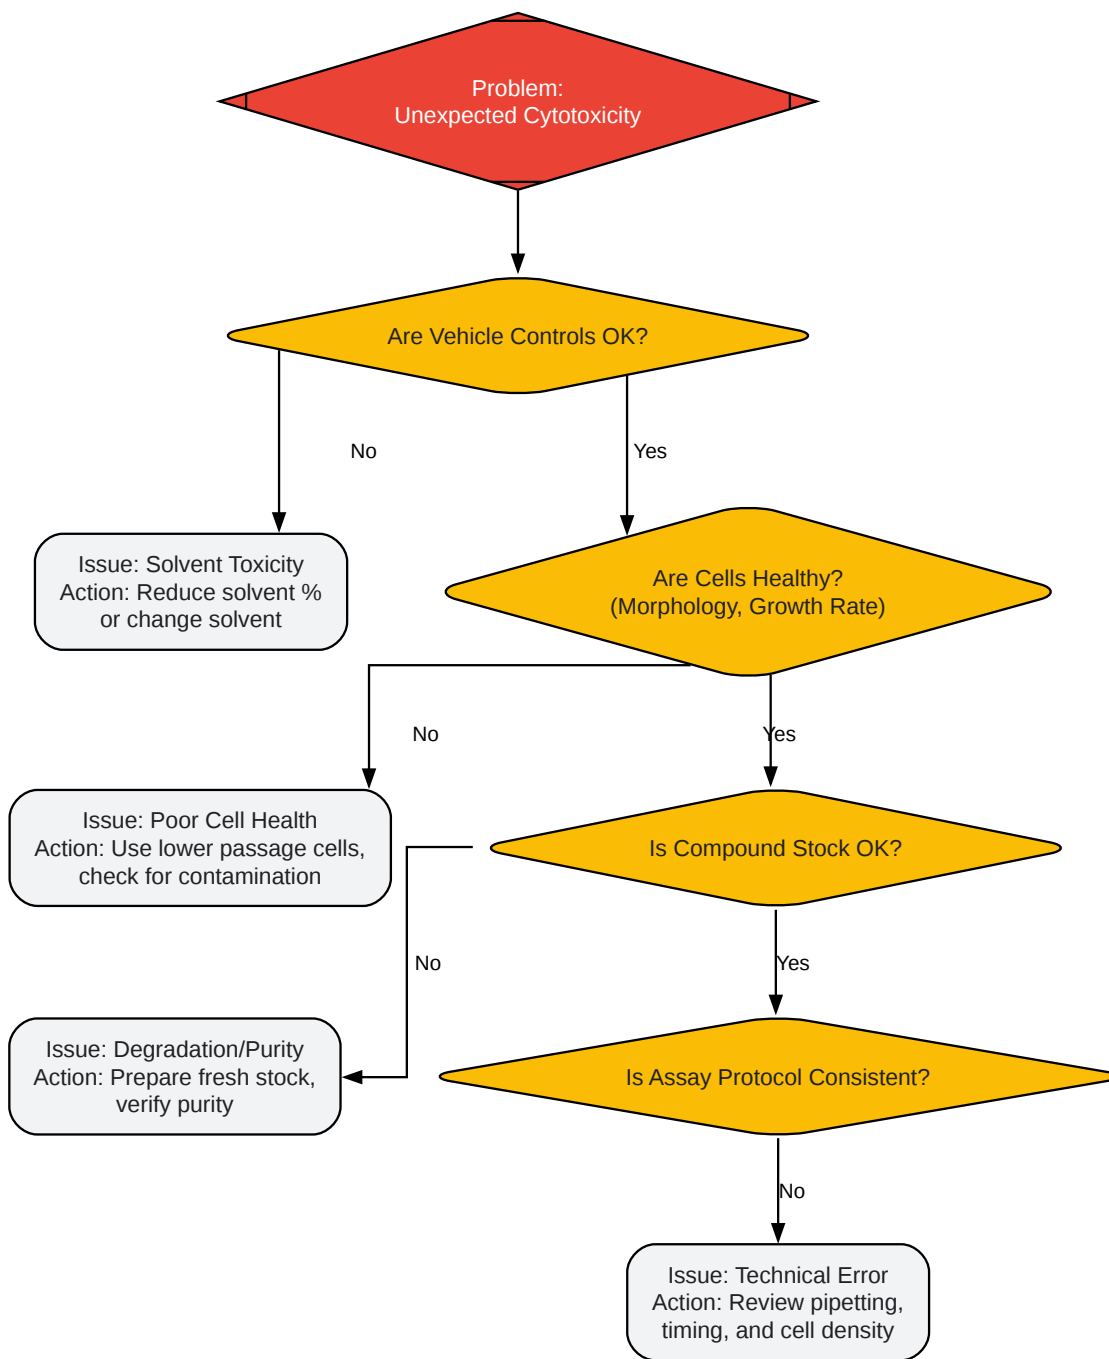 Problem:
Unexpected Cytotoxicity
Are Vehicle Controls OK?
No
Yes
Issue: Solvent Toxicity
Action: Reduce solvent %
or change solvent
Are Cells Healthy?
(Morphology, Growth Rate)
No
Yes
Issue: Poor Cell Health
Action: Use lower passage cells,
check for contamination
Is Compound Stock OK?
No
Yes
Issue: Degradation/Purity
Action: Prepare fresh stock,
verify purity
Is Assay Protocol Consistent?
No
Issue: Technical Error
Action: Review pipetting,
timing, and cell density